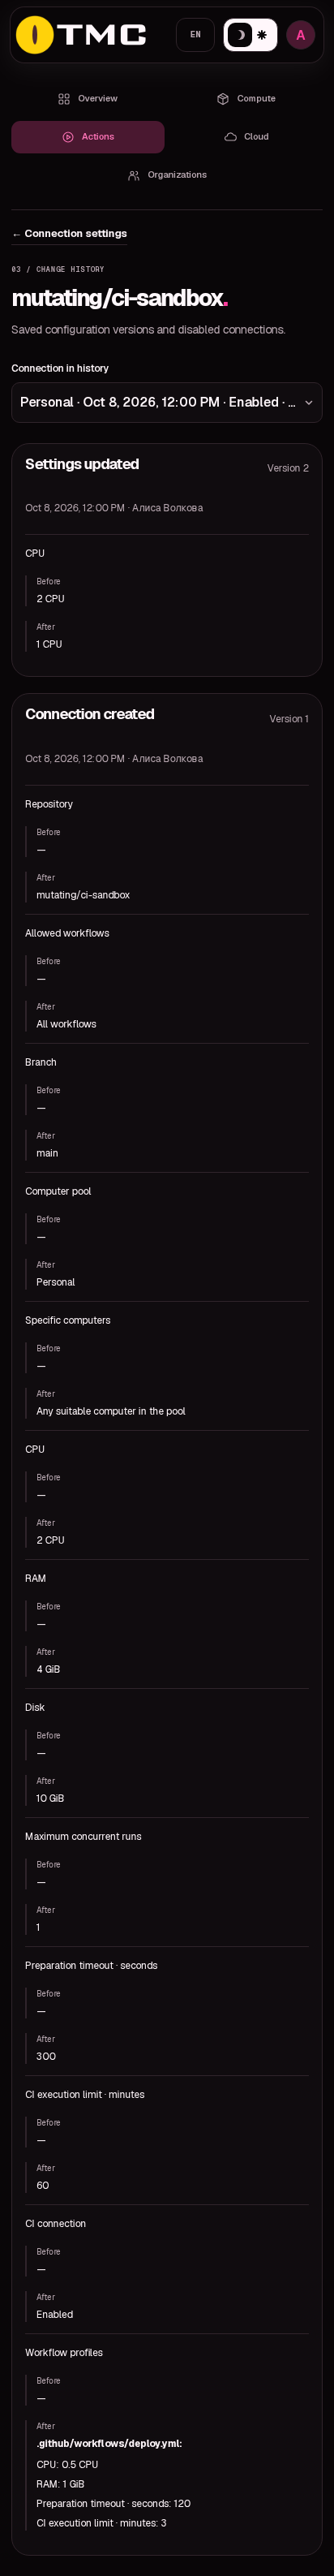 TMC
EN
A
Overview
Compute
Actions
Cloud
Organizations
← Connection settings
03 / CHANGE HISTORY
mutating/ci-sandbox.
Saved configuration versions and disabled connections.
Connection in history
Personal · Oct 8, 2026, 12:00 PM · Enabled · ...
Settings updated
Version 2
Oct 8, 2026, 12:00 PM · Алиса Волкова
CPU
Before
2 CPU
After
1 CPU
Connection created
Version 1
Oct 8, 2026, 12:00 PM · Алиса Волкова
Repository
Before
—
After
mutating/ci-sandbox
Allowed workflows
Before
—
After
All workflows
Branch
Before
—
After
main
Computer pool
Before
—
After
Personal
Specific computers
Before
—
After
Any suitable computer in the pool
CPU
Before
—
After
2 CPU
RAM
Before
—
After
4 GiB
Disk
Before
—
After
10 GiB
Maximum concurrent runs
Before
—
After
1
Preparation timeout · seconds
Before
—
After
300
CI execution limit · minutes
Before
—
After
60
CI connection
Before
—
After
Enabled
Workflow profiles
Before
—
After
.github/workflows/deploy.yml:
CPU: 0.5 CPU
RAM: 1 GiB
Preparation timeout · seconds: 120
CI execution limit · minutes: 3